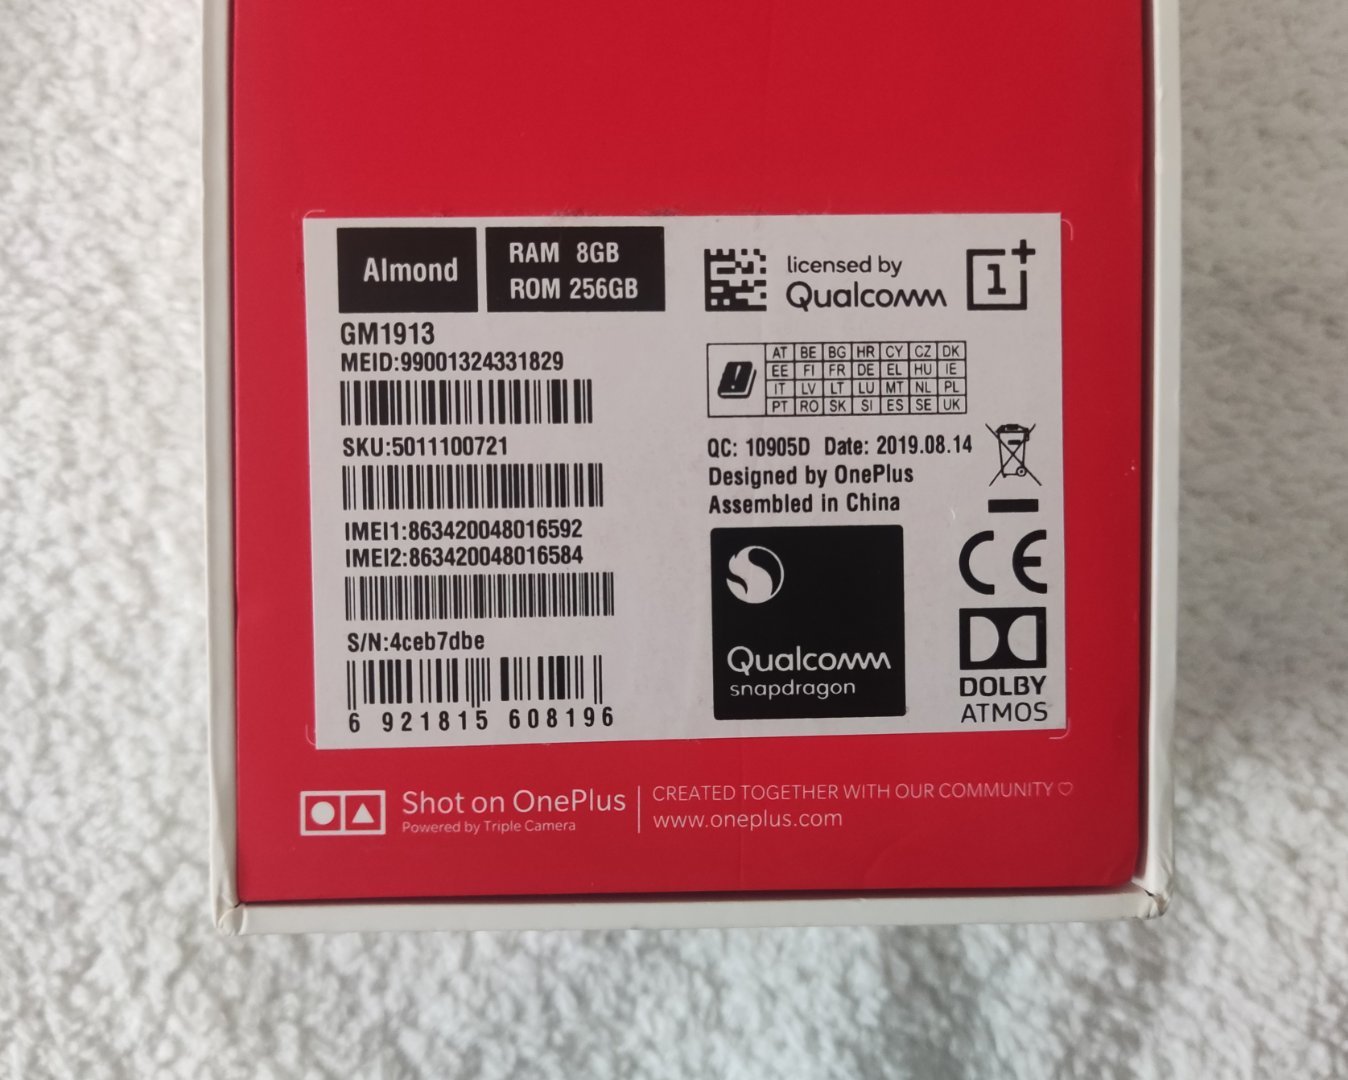 Almond
RAM 8GB
ROM 256GB
GM1913
MEID:99001324331829
SKU:5011100721
IMEI1:863420048016592
IMEI2:863420048016584
S/N:4ceb7dbe
6 921815 608196
licensed by
Qualcomm
1+
AT BE BG HR CY CZ DK
EE FI FR DE EL HU IE
IT LV LT LU MT NL PL
PT RO SK SI ES SE UK
QC: 10905D Date: 2019.08.14
Designed by OnePlus
Assembled in China
Qualcomm
snapdragon
CE
DOLBY
ATMOS
Shot on OnePlus
Powered by Triple Camera
CREATED TOGETHER WITH OUR COMMUNITY ♡
www.oneplus.com